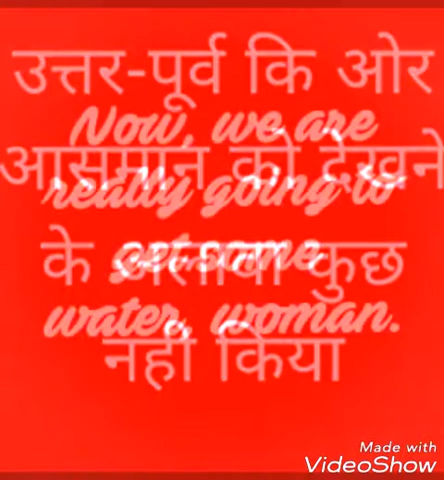 उत्तर-पूर्व कि ओर
Now, we are
आसमान को देखने
really going to
के अलावा कुछ
get some
water, woman.
नही किया
Made with
VideoShow